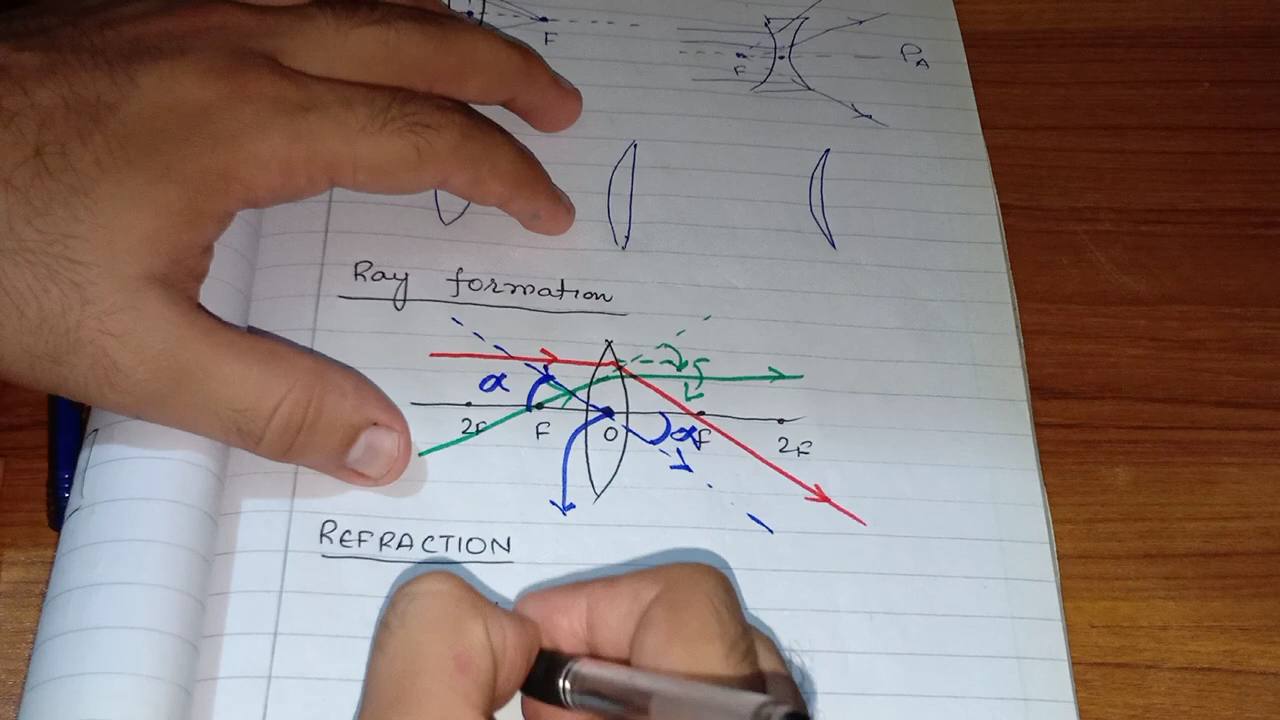 F
F
PA
Ray formation
α
2F
F
O
α
F
2F
REFRACTION